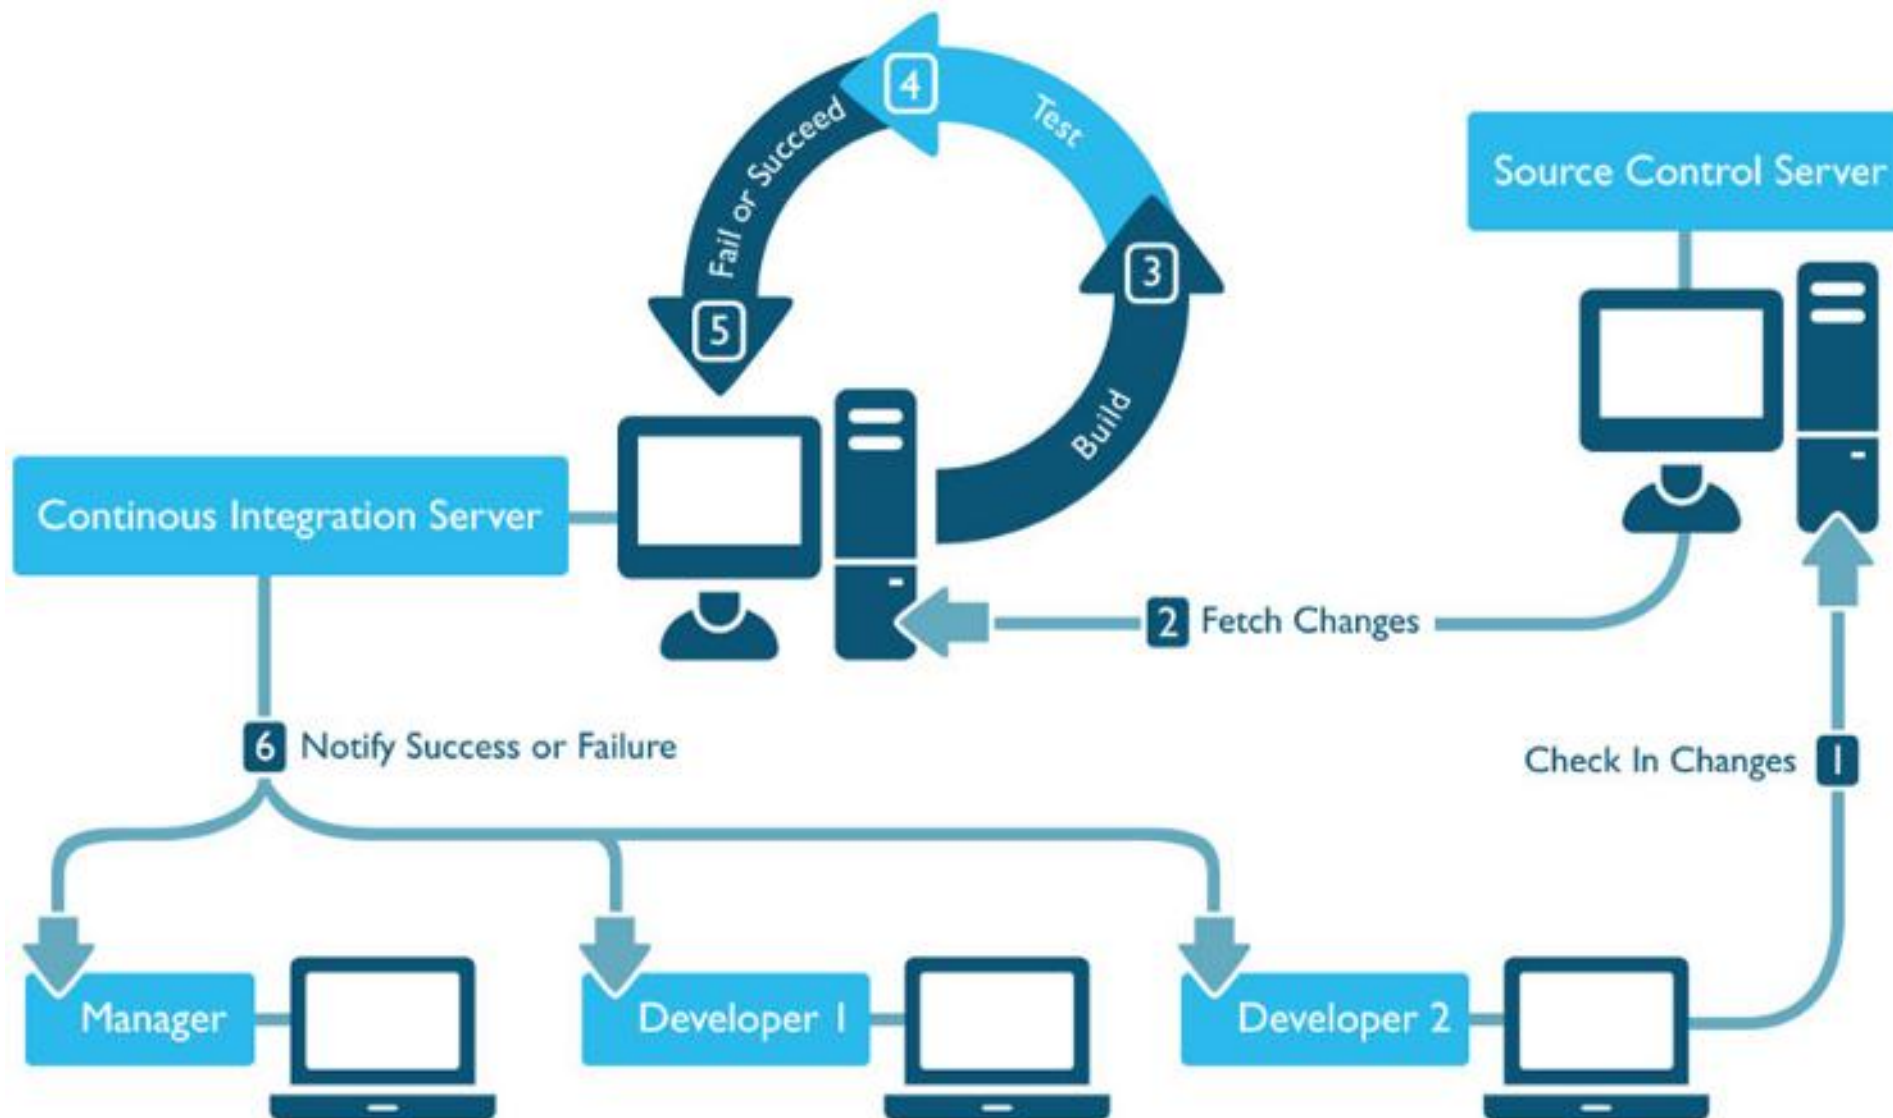 4
Test
Fail or Succeed
3
5
Build
Source Control Server
Continous Integration Server
2 Fetch Changes
6 Notify Success or Failure
Check In Changes 1
Manager
Developer 1
Developer 2